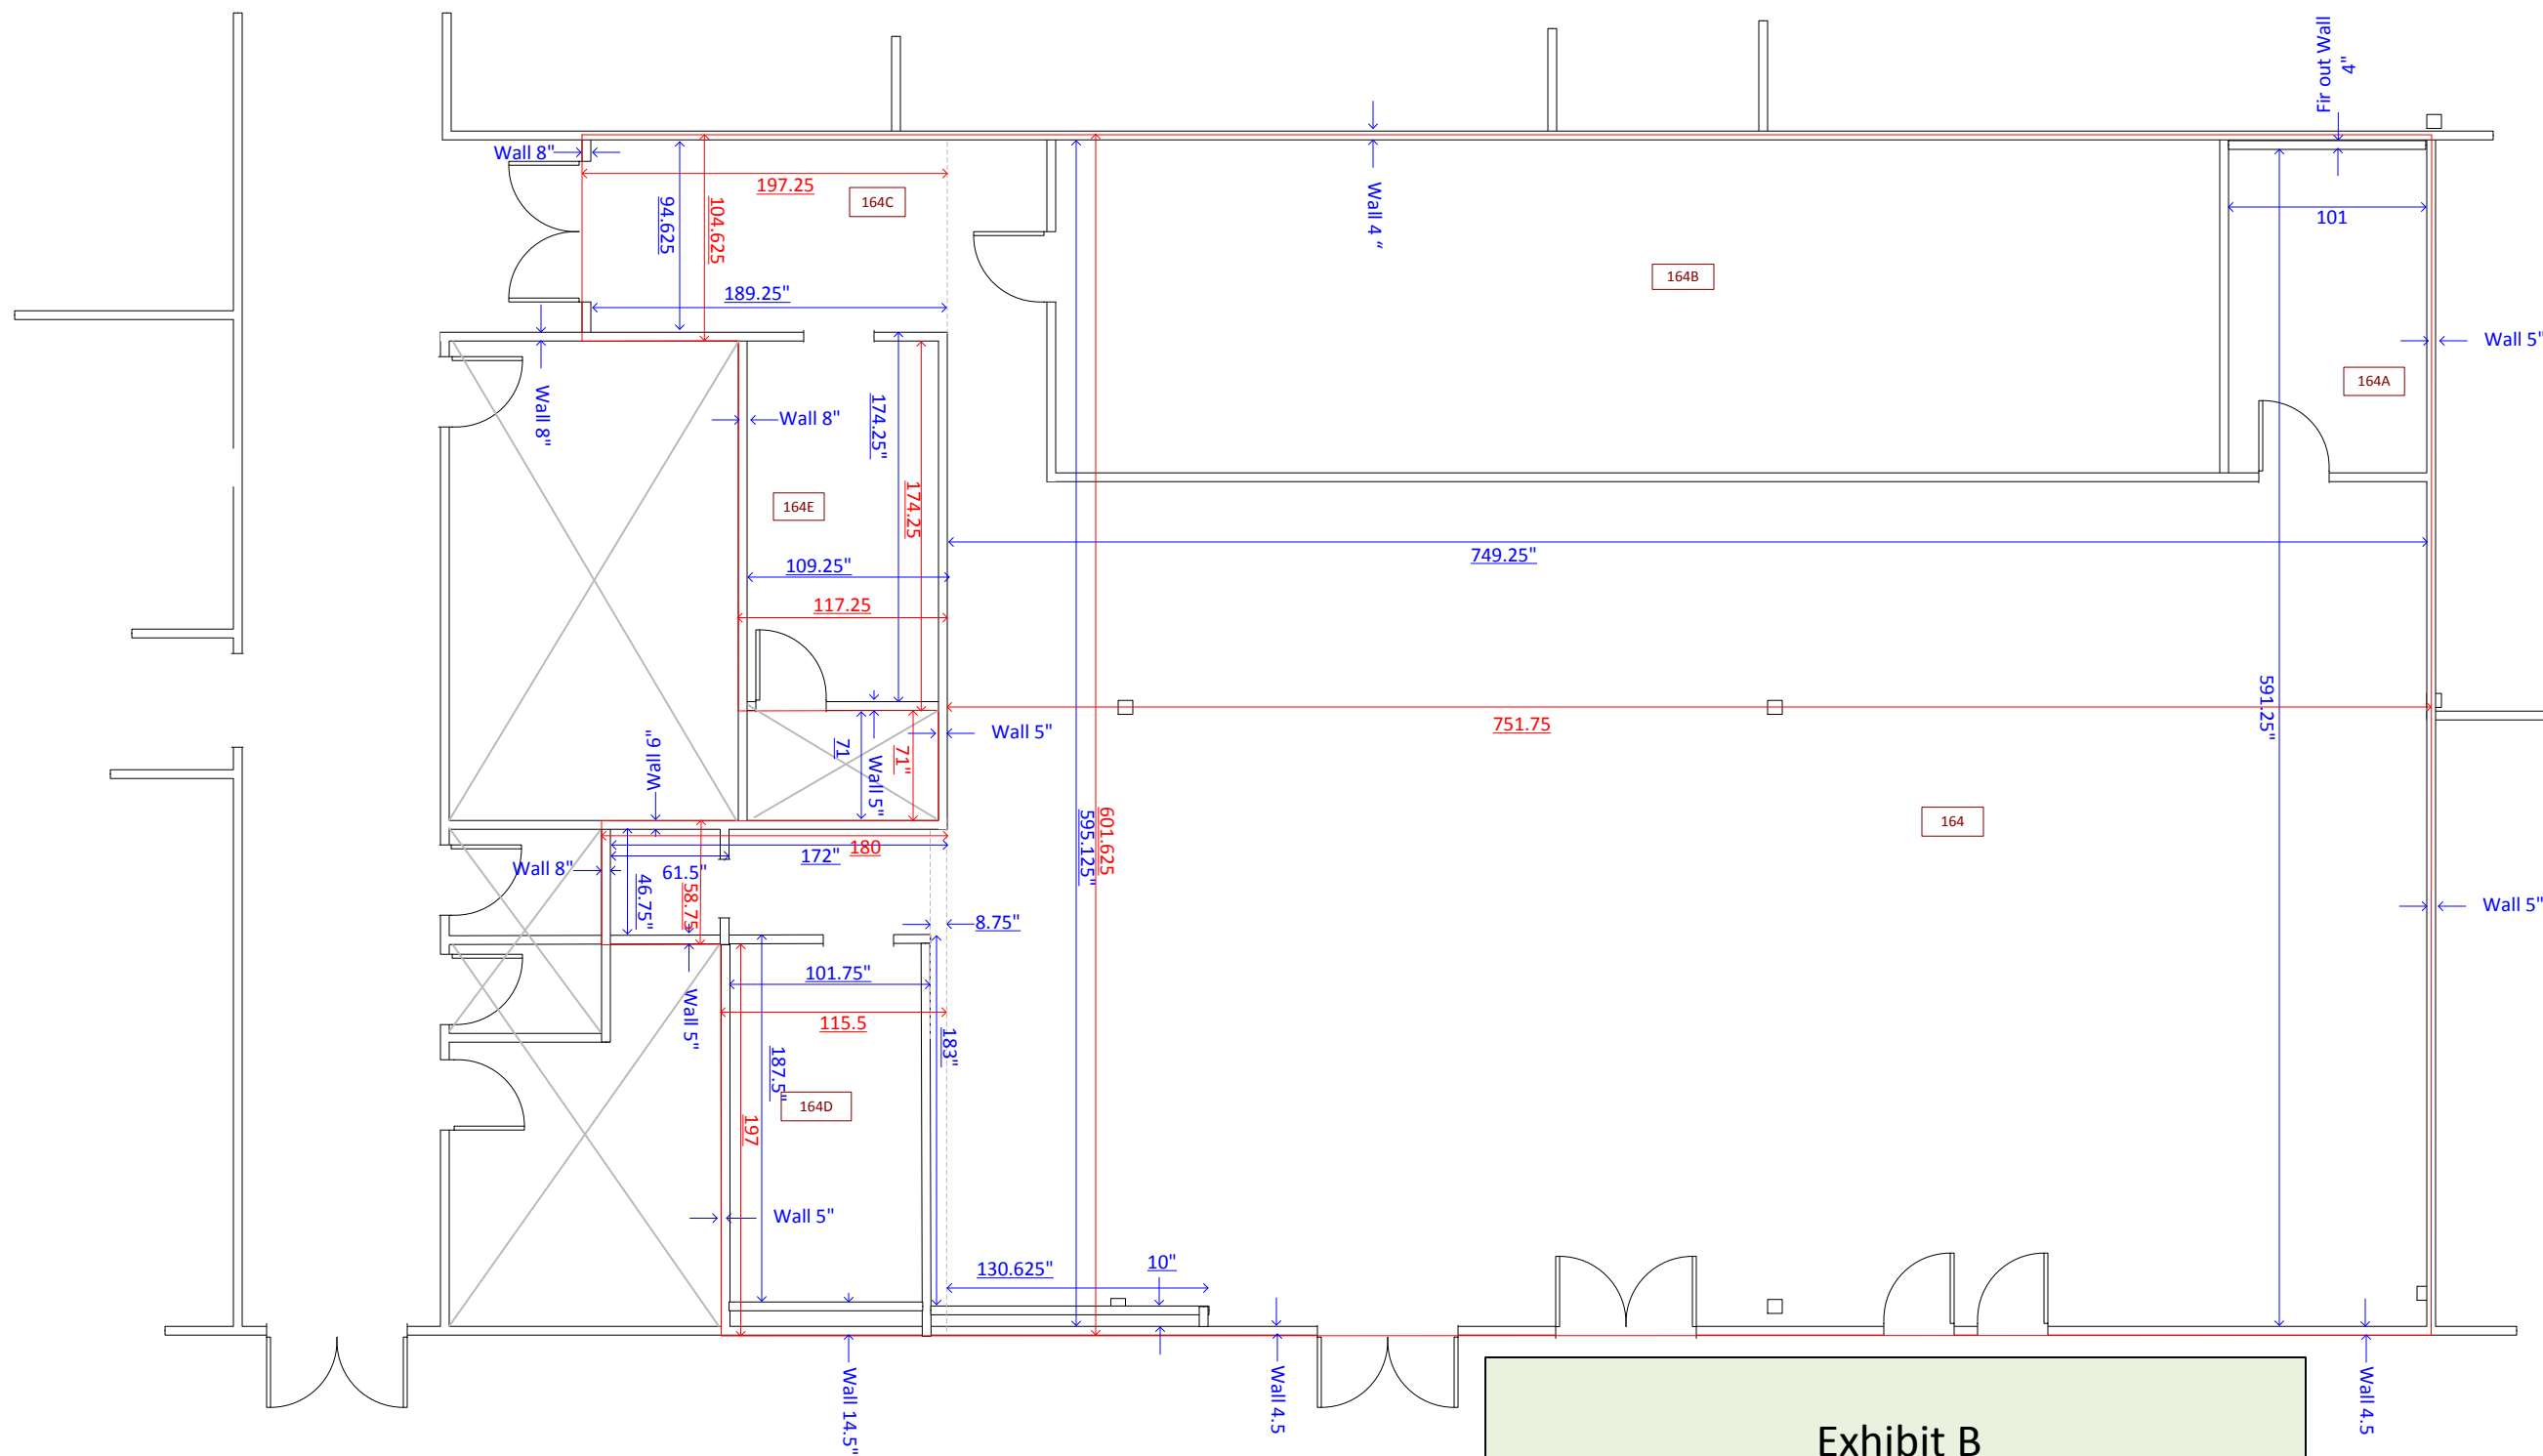 Fir out Wall
4"
Wall 8"
197.25
164C
94.625
104.625
Wall 4 “
101
189.25"
164B
Wall 5"
164A
Wall 8"
Wall 8"
174.25"
174.25
164E
749.25"
109.25"
117.25
591.25"
751.75
Wall 5"
Wall 6"
71
71"
Wall 5"
595.125"
601.625
164
172"
180
Wall 8"
61.5"
46.75"
58.75
8.75"
Wall 5"
101.75"
Wall 5"
115.5
183"
187.5"
164D
197
Wall 5"
130.625"
10"
Wall 14.5"
Wall 4.5
Wall 4.5
Exhibit B